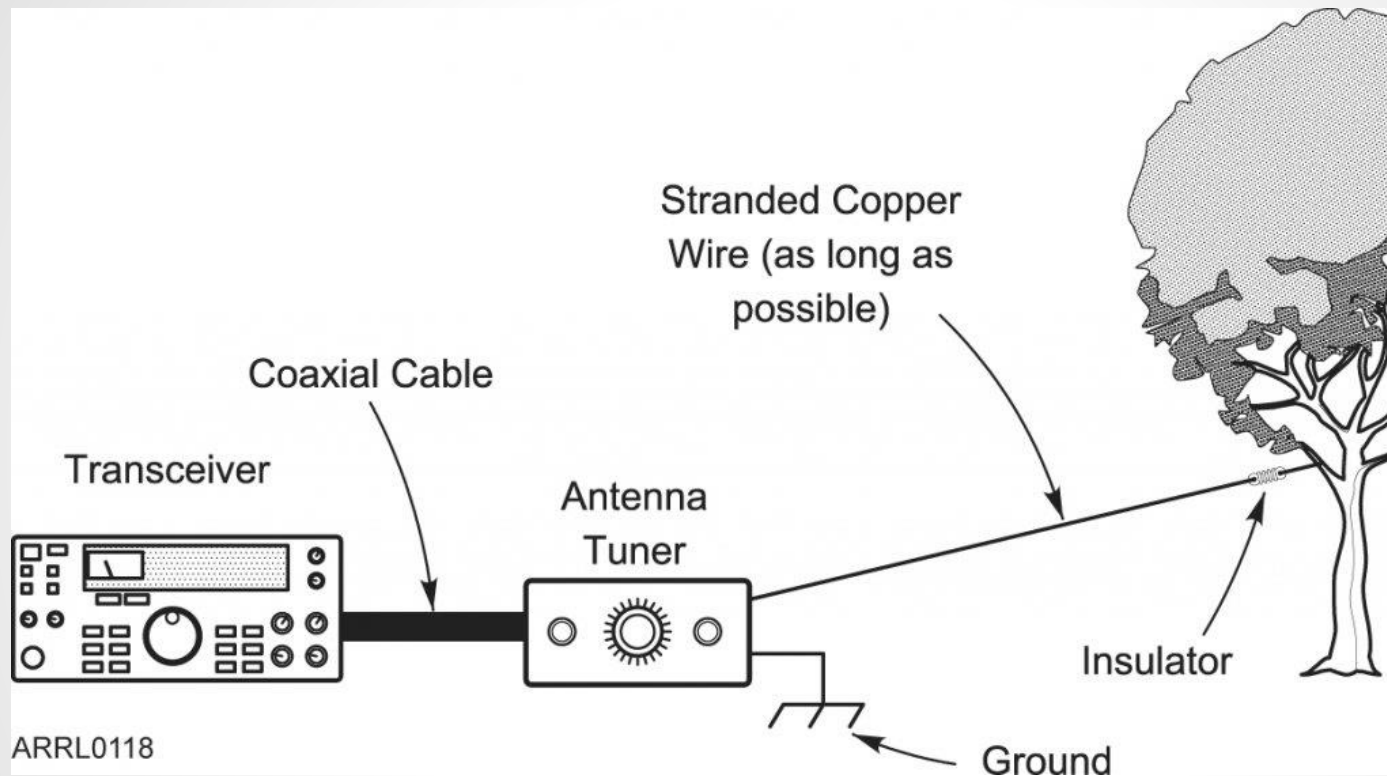 Stranded Copper
Wire (as long as
possible)
Coaxial Cable
Transceiver
Antenna
Tuner
Insulator
Ground
ARRL0118